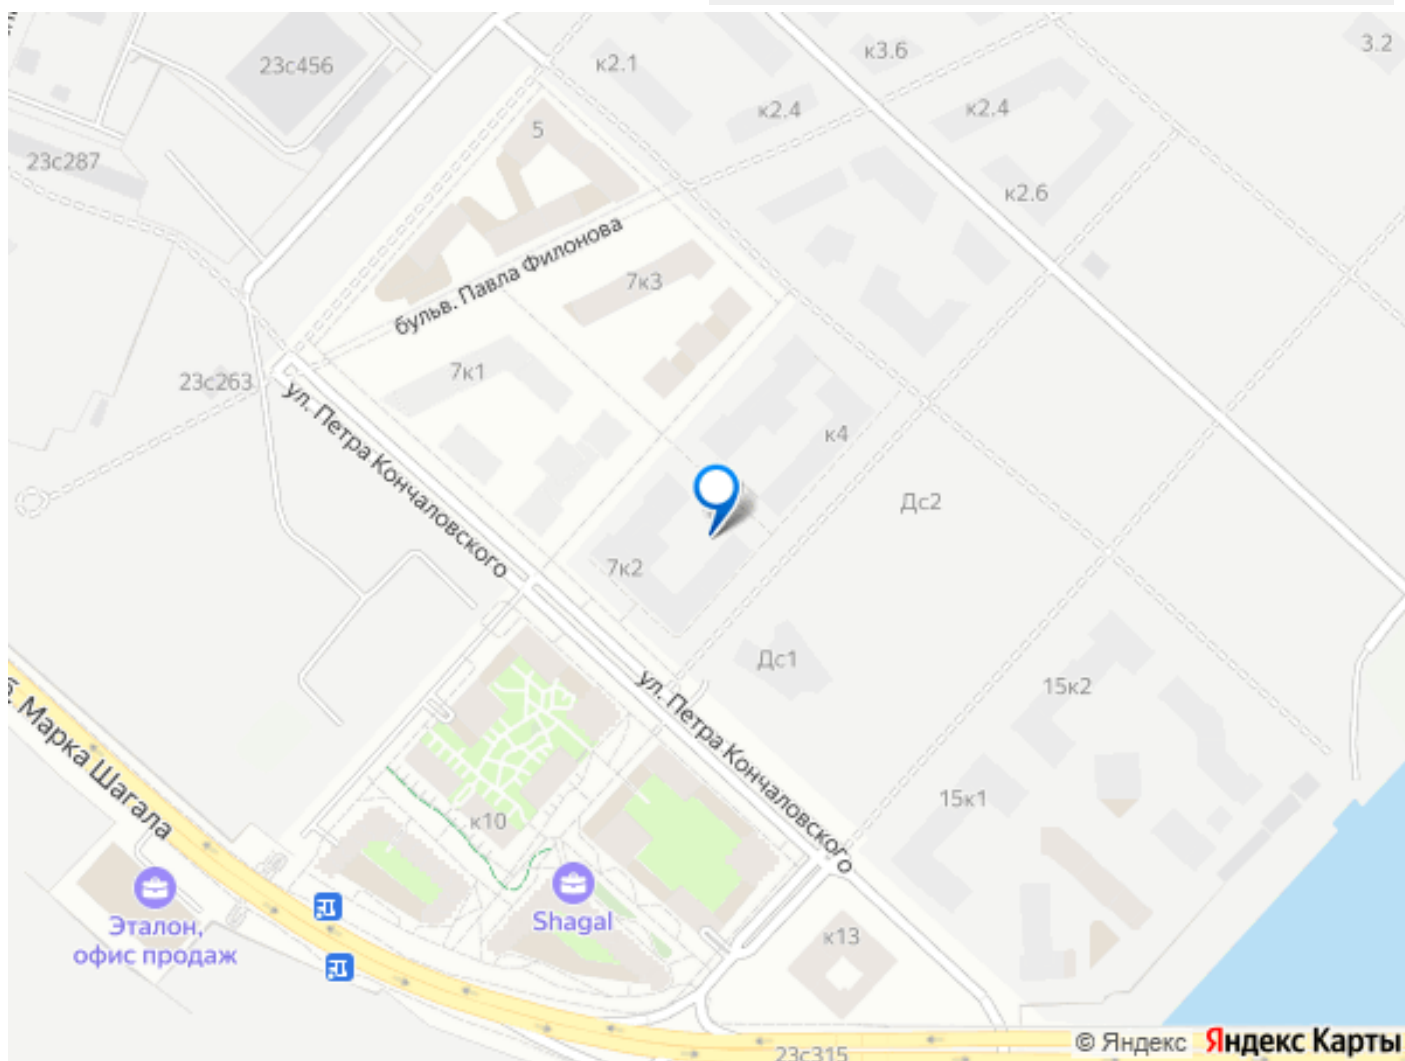 23с456
к2.1
к3.6
3.2
к2.4
к2.4
5
23с287
к2.6
бульв. Павла Филонова
7к3
7к1
23с263
ул. Петра Кончаловского
к4
Дс2
7к2
Дс1
ул. Петра Кончаловского
15к2
б. Марка Шагала
15к1
к10
Эталон,
офис продаж
Shagal
к13
23с315
© Яндекс
Яндекс Карты